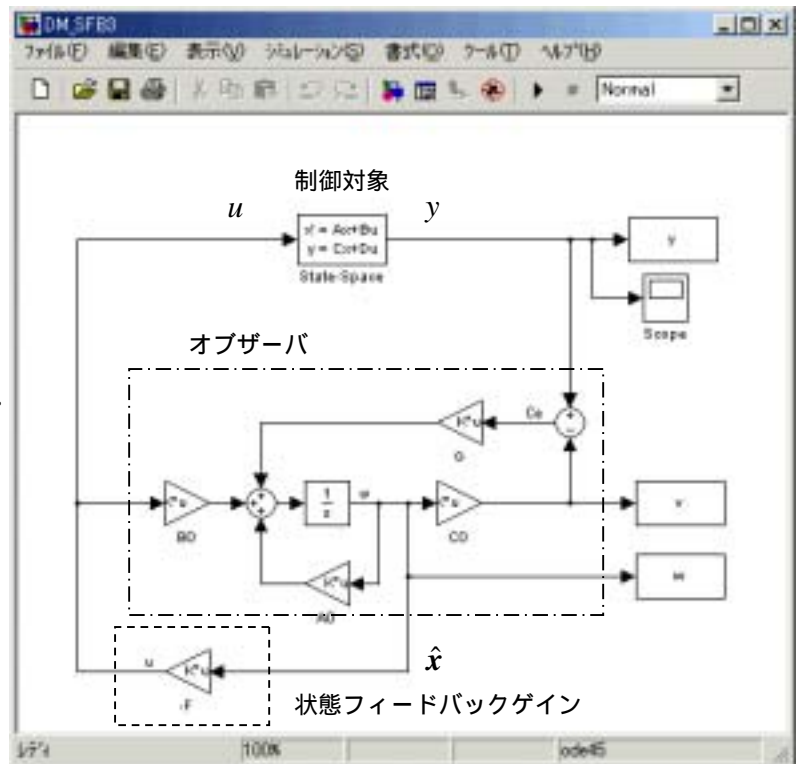 DM_SFB3
ファイル(F) 編集(E) 表示(V) シミュレーション(S) 書式(O) ツール(T) ヘルプ(H)
Normal
制御対象
u
y
x' = Ax+Bu
y = Cx+Du
State-Space
y
Scope
オブザーバ
Ce
K*u
G
K*u
BO
1
s
w
K*u
CO
v
K*u
AO
w
u
K*u
-F
x̂
状態フィードバックゲイン
レディ
100%
ode45